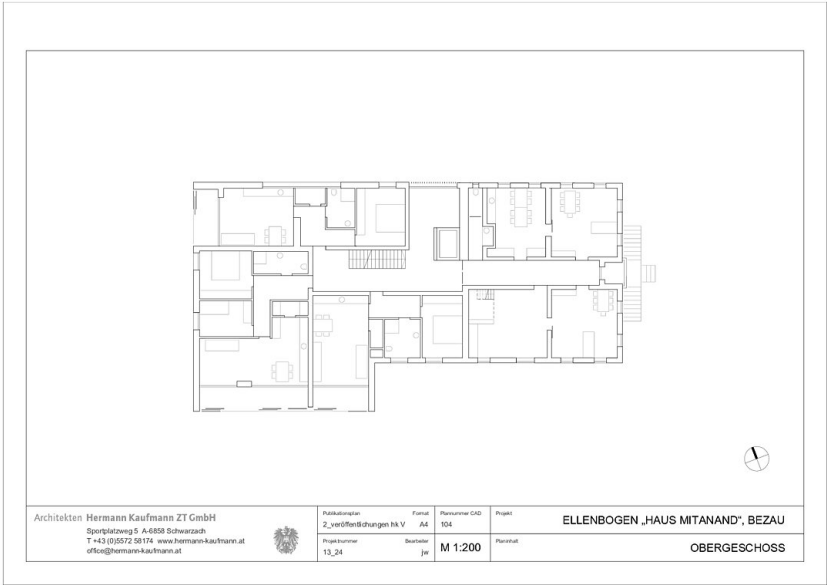 Architekten Hermann Kaufmann ZT GmbH
Sportplatzweg 5 A-6858 Schwarzach
T +43 (0)5572 58174 www.hermann-kaufmann.at
office@hermann-kaufmann.at
Publikationsplan Format
2_veröffentlichungen hk V A4
Projektnummer Bearbeiter
13_24 jw
Plannummer CAD
104
M 1:200
Projekt
ELLENBOGEN „HAUS MITANAND“, BEZAU
Planinhalt
OBERGESCHOSS